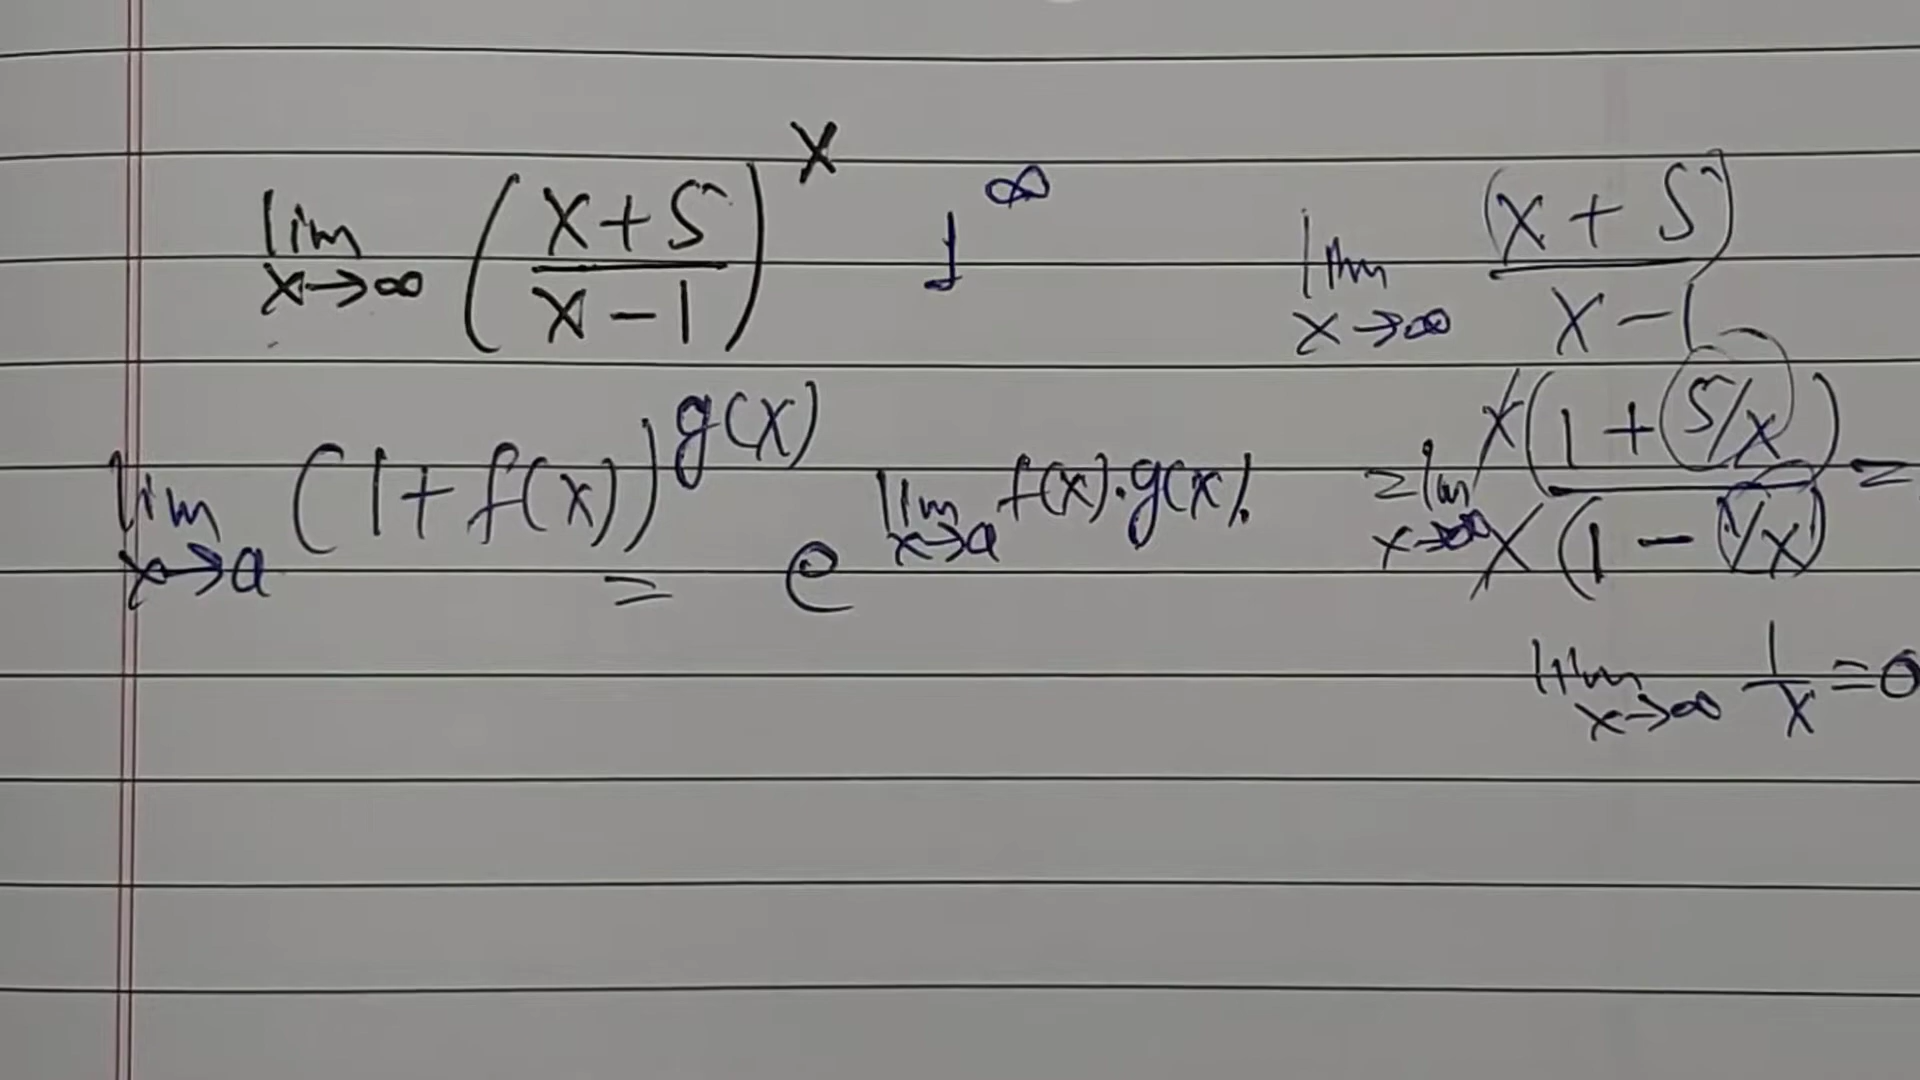 lim x→∞ ( (x+5)/(x-1) )^x 1^∞
lim x→∞ (x+5)/(x-1)
lim x→a (1+f(x))^g(x) = e^lim x→a f(x).g(x).
= lim x→∞ x(1+5/x)/x(1-1/x) =
lim x→∞ 1/x =0